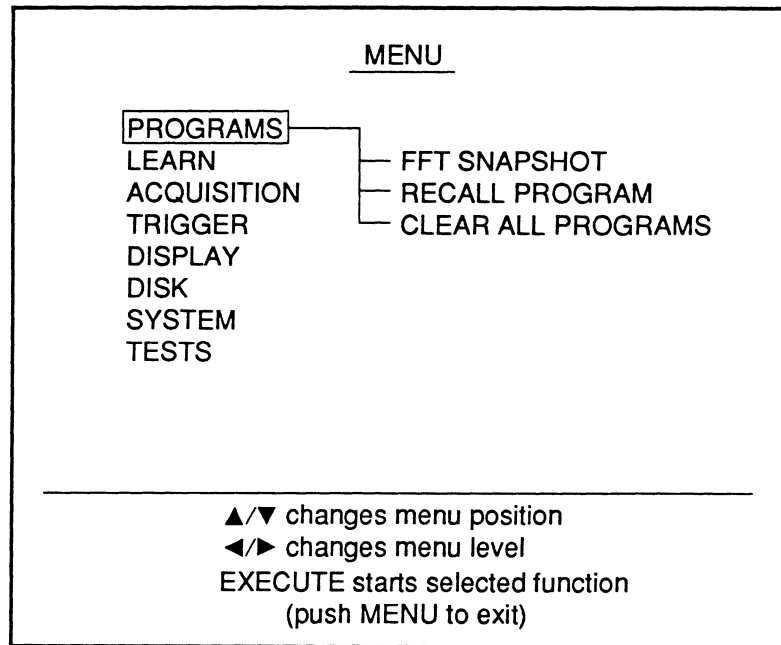 MENU
PROGRAMS
LEARN
ACQUISITION
TRIGGER
DISPLAY
DISK
SYSTEM
TESTS
FFT SNAPSHOT
RECALL PROGRAM
CLEAR ALL PROGRAMS
▲/▼ changes menu position
◄/► changes menu level
EXECUTE starts selected function
(push MENU to exit)